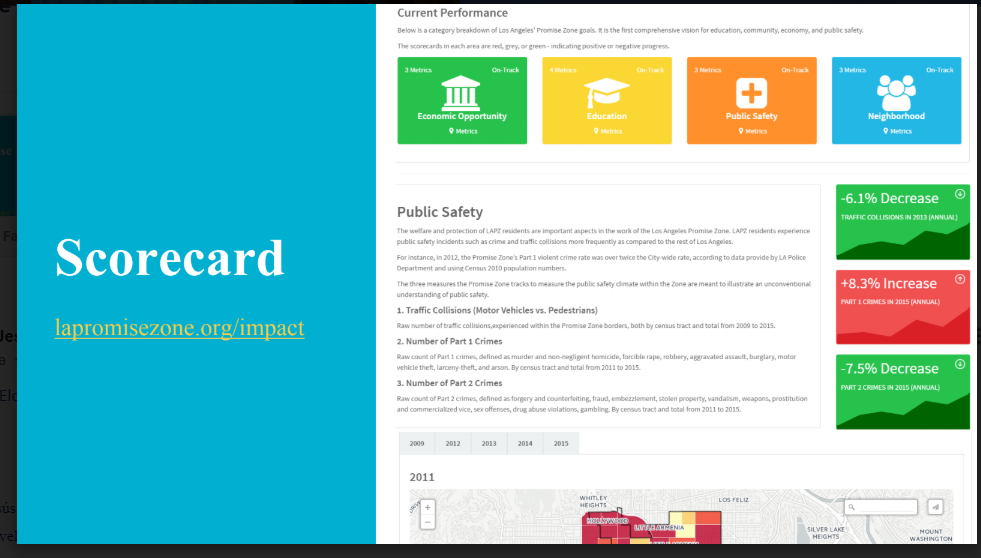 Scorecard
lapromisezone.org/impact
Current Performance
Below is a category breakdown of Los Angeles' Promise Zone goals. It is the first comprehensive vision for education, community, economy, and public safety.
The scorecards in each area are red, grey, or green - indicating positive or negative progress.
3 Metrics On-Track
Economic Opportunity
Metrics
4 Metrics On-Track
Education
Metrics
3 Metrics On-Track
Public Safety
Metrics
3 Metrics On-Track
Neighborhood
Metrics
Public Safety
The welfare and protection of LAPZ residents are important aspects in the work of the Los Angeles Promise Zone. LAPZ residents experience
public safety incidents such as crime and traffic collisions more frequently as compared to the rest of Los Angeles.
For instance, in 2012, the Promise Zone's Part 1 violent crime rate was over twice the City-wide rate, according to data provide by LA Police
Department and using Census 2010 population numbers.
The three measures the Promise Zone tracks to measure the public safety climate within the Zone are meant to illustrate an unconventional
understanding of public safety.
1. Traffic Collisions (Motor Vehicles vs. Pedestrians)
Raw number of traffic collisions,experienced within the Promise Zone borders, both by census tract and total from 2009 to 2015.
2. Number of Part 1 Crimes
Raw count of Part 1 crimes, defined as murder and non-negligent homicide, forcible rape, robbery, aggravated assault, burglary, motor
vehicle theft, larceny-theft, and arson. By census tract and total from 2011 to 2015.
3. Number of Part 2 Crimes
Raw count of Part 2 crimes, defined as forgery and counterfeiting, fraud, embezzlement, stolen property, vandalism, weapons, prostitution
and commercialized vice, sex offenses, drug abuse violations, gambling. By census tract and total from 2011 to 2015.
-6.1% Decrease
TRAFFIC COLLISIONS IN 2013 (ANNUAL)
+8.3% Increase
PART 1 CRIMES IN 2015 (ANNUAL)
-7.5% Decrease
PART 2 CRIMES IN 2015 (ANNUAL)
2009 2012 2013 2014 2015
2011
+
−
WHITLEY
HEIGHTS
LOS FELIZ
HOLLYWOOD
LITTLE ARMENIA
SILVER LAKE
HEIGHTS
MOUNT
WASHINGTON